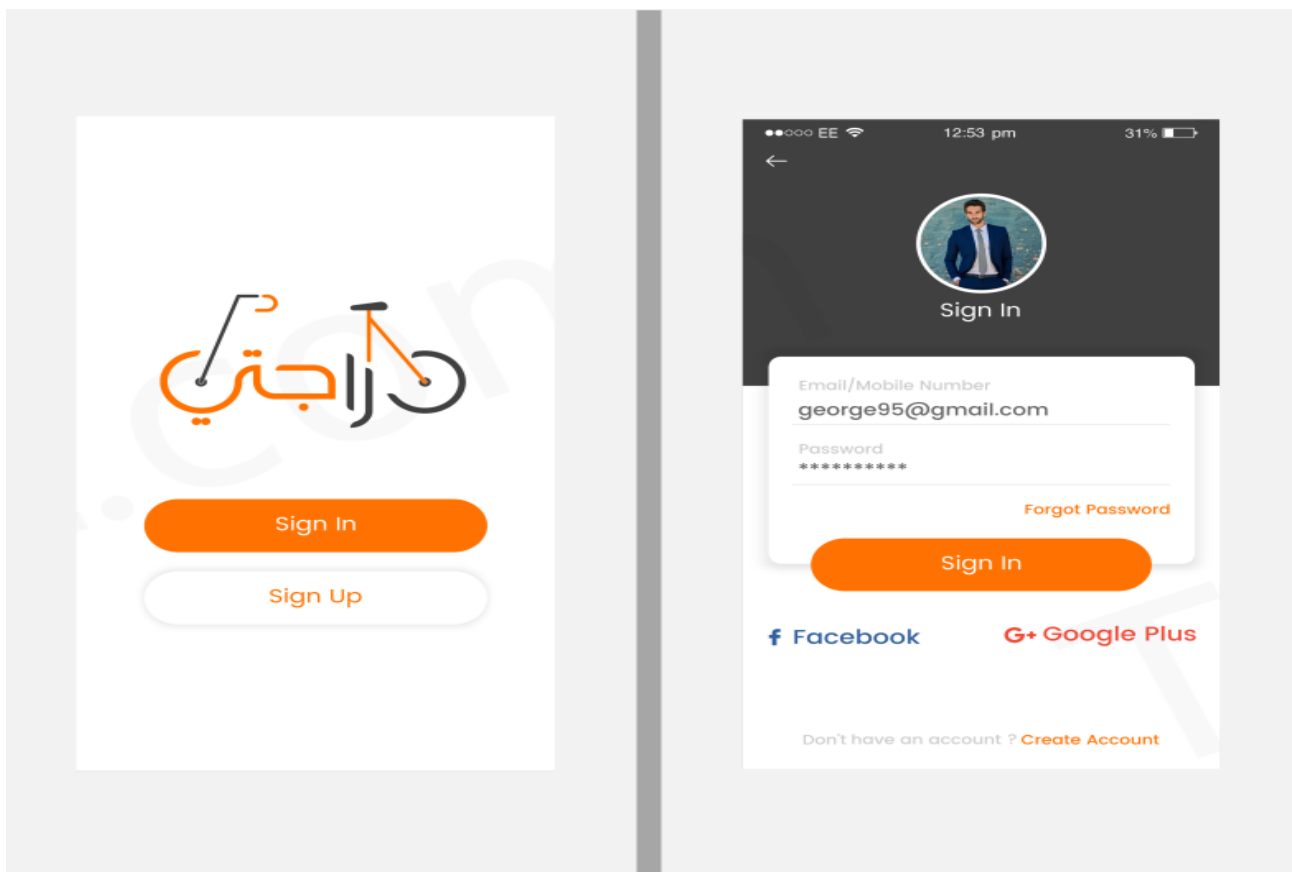 دراجتي
Sign In
Sign Up
EE 12:53 pm 31%
Sign In
Email/Mobile Number
george95@gmail.com
Password
**********
Forgot Password
Sign In
f Facebook G+ Google Plus
Don't have an account ? Create Account
.com
T